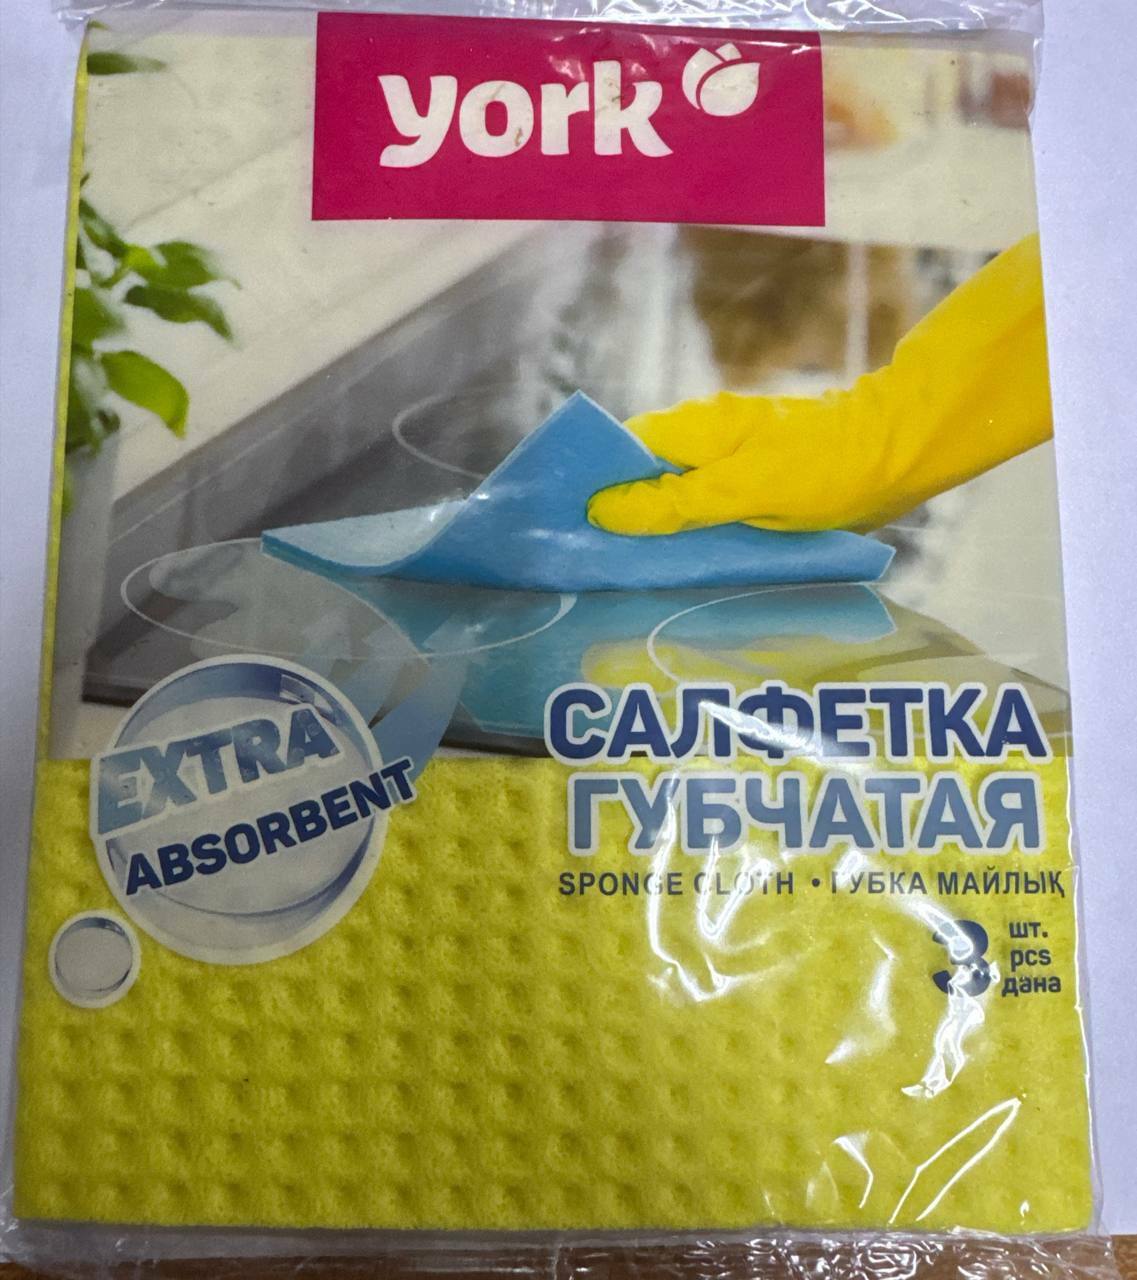 york
EXTRA
ABSORBENT
САЛФЕТКА
ГУБЧАТАЯ
SPONGE CLOTH • ГУБКА МАЙЛЫҚ
3 шт.
pcs
дана